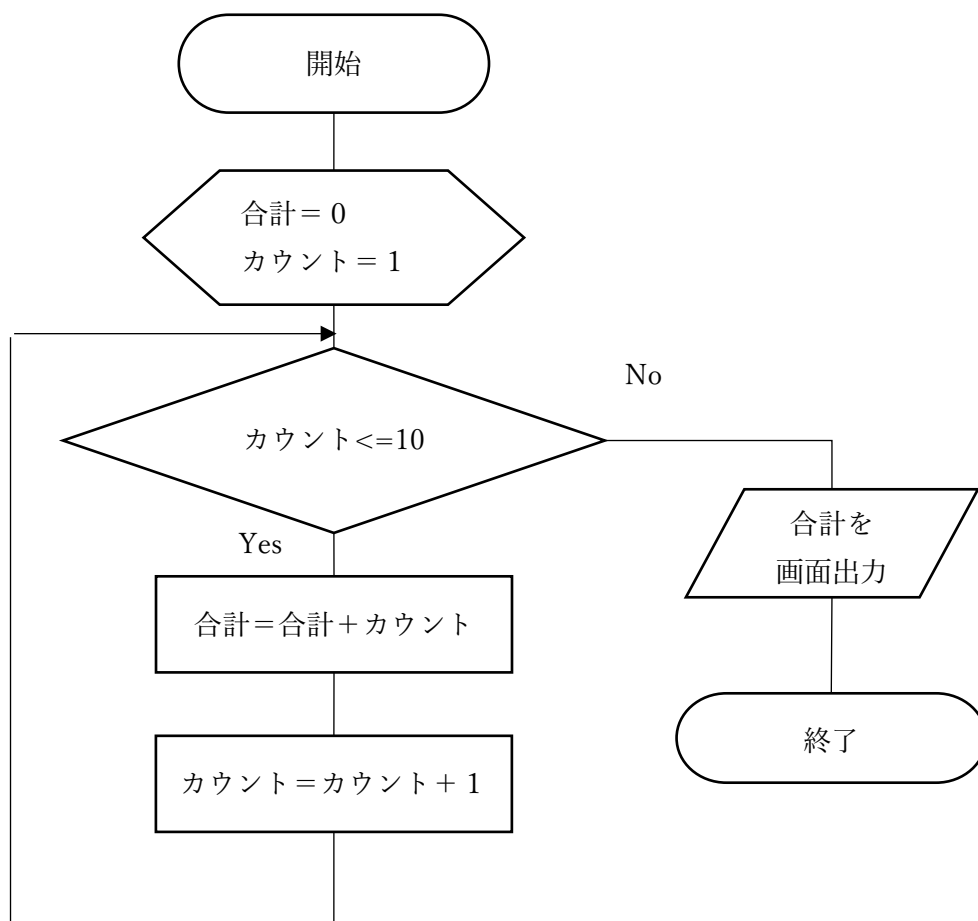 開始
合計＝ 0
カウント＝ 1
No
カウント<=10
合計を
画面出力
Yes
合計＝合計＋カウント
終了
カウント＝カウント＋ 1